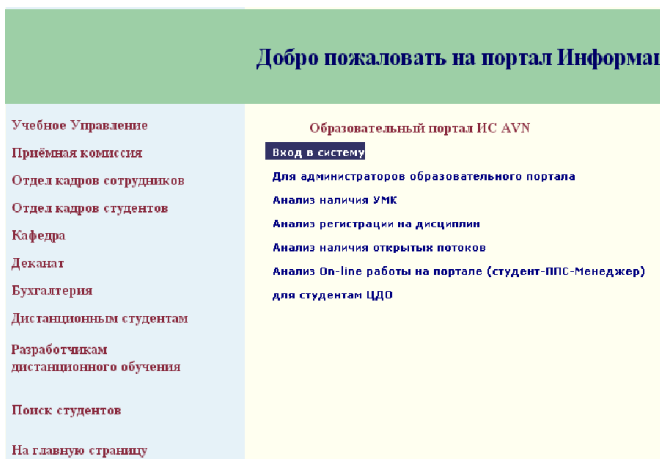 Добро пожаловать на портал
Учебное Управление
Приёмная комиссия
Отдел кадров сотрудников
Отдел кадров студентов
Кафедра
Деканат
Бухгалтерия
Дистанционным студентам
Разработчикам
дистанционного обучения
Поиск студентов
На главную страницу
Образовательный портал ИС AVN
Вход в систему
Для администраторов образовательного портала
Анализ наличия УМК
Анализ регистрации на дисциплин
Анализ наличия открытых потоков
Анализ On-line работы на портале (студент-ППС-Менеджер)
для студентам ЦДО